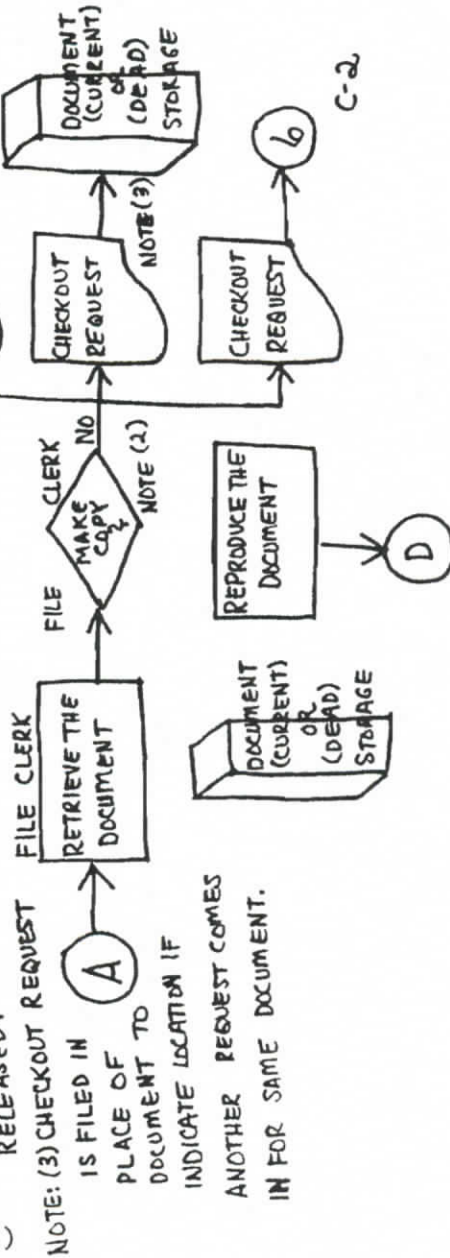 RELEASED.
NOTE: (3) CHECKOUT REQUEST
IS FILED IN
PLACE OF
DOCUMENT TO
INDICATE LOCATION IF
ANOTHER REQUEST COMES
IN FOR SAME DOCUMENT.
A
FILE CLERK
RETRIEVE THE
DOCUMENT
FILE CLERK
MAKE
COPY
?
NO
NOTE (2)
CHECKOUT
REQUEST
NOTE (3)
DOCUMENT
(CURRENT)
OR
(DEAD)
STORAGE
DOCUMENT
(CURRENT)
OR
(DEAD)
STORAGE
REPRODUCE THE
DOCUMENT
D
CHECKOUT
REQUEST
6
C-2